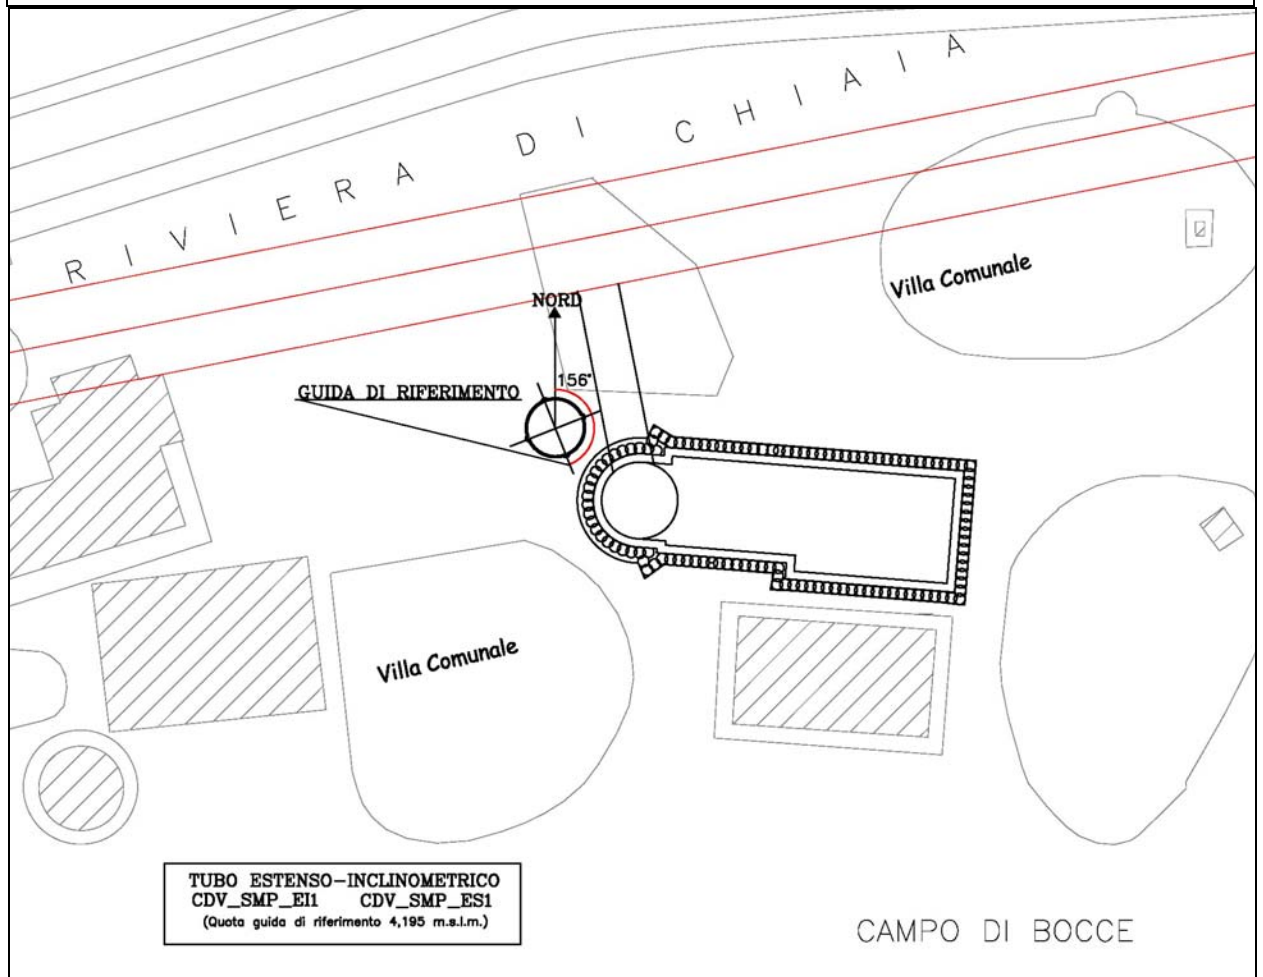 RIVIERA DI CHIAIA
Villa Comunale
NORD
156°
GUIDA DI RIFERIMENTO
Villa Comunale
TUBO ESTENSO-INCLINOMETRICO
CDV_SMP_EI1 CDV_SMP_ES1
(Quota guida di riferimento 4,195 m.s.l.m.)
CAMPO DI BOCCE